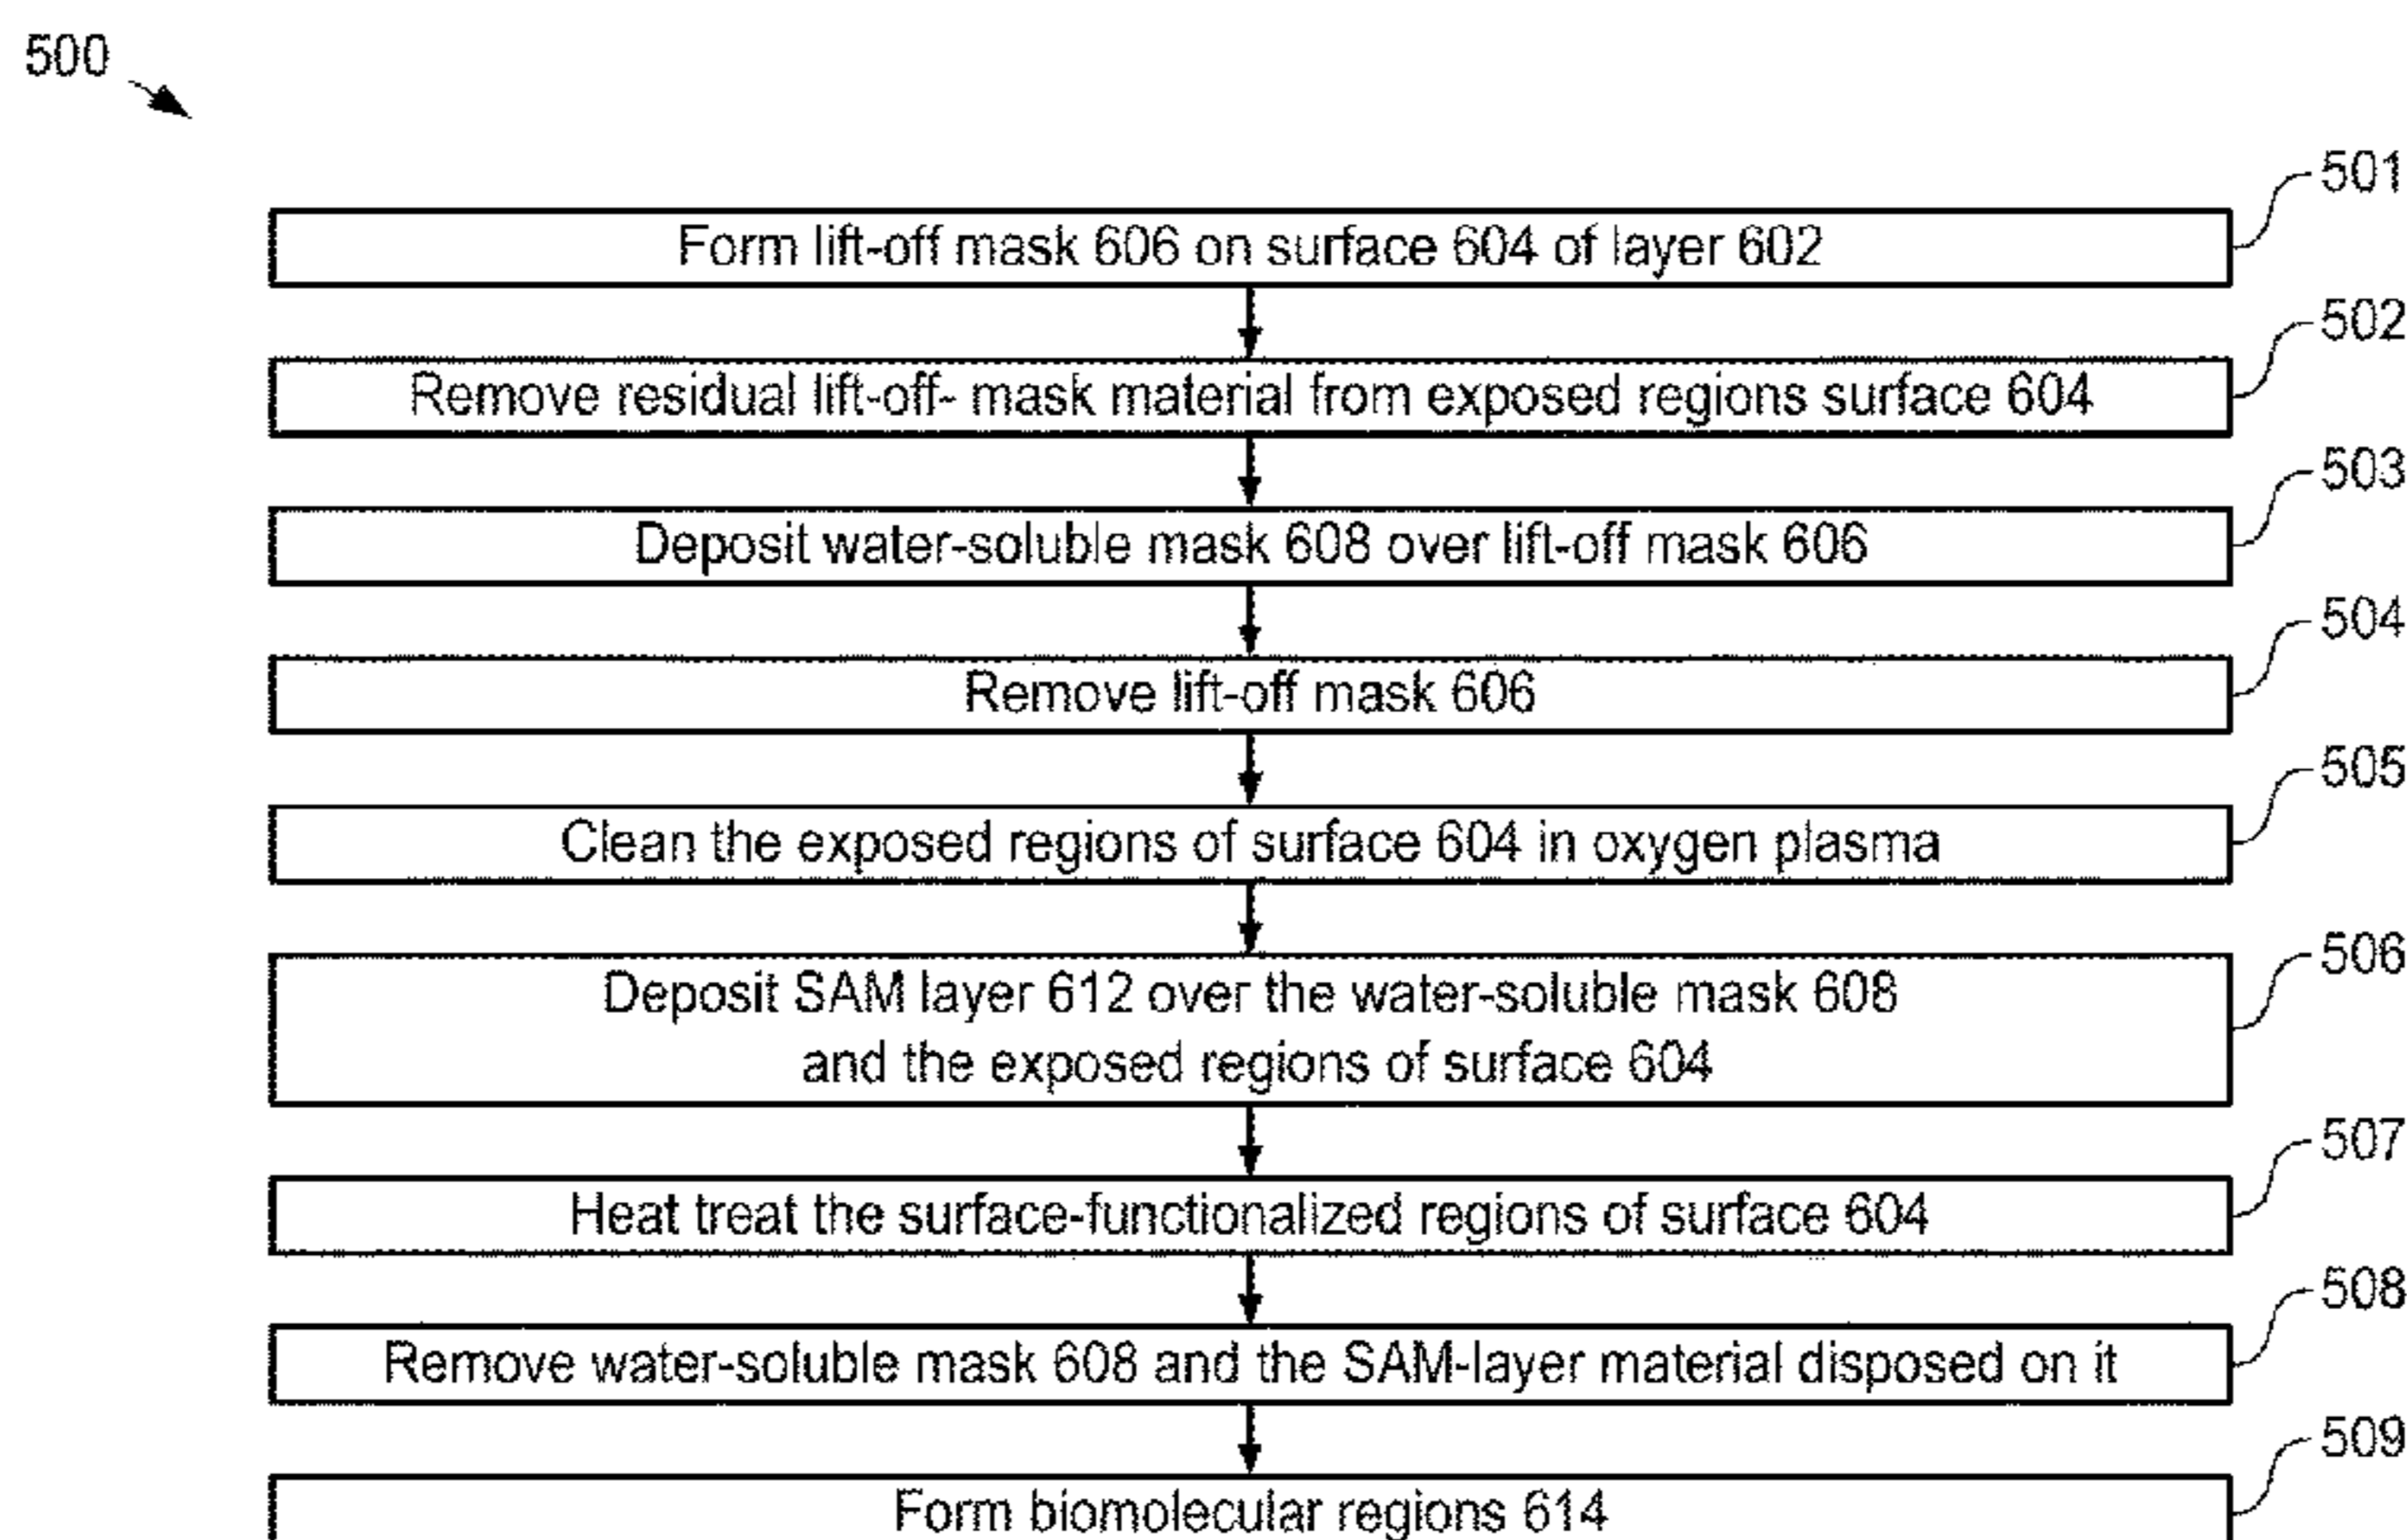 500
501
Form lift-off mask 606 on surface 604 of layer 602
502
Remove residual lift-off- mask material from exposed regions surface 604
503
Deposit water-soluble mask 608 over lift-off mask 606
504
Remove lift-off mask 606
505
Clean the exposed regions of surface 604 in oxygen plasma
506
Deposit SAM layer 612 over the water-soluble mask 608
and the exposed regions of surface 604
507
Heat treat the surface-functionalized regions of surface 604
508
Remove water-soluble mask 608 and the SAM-layer material disposed on it
509
Form biomolecular regions 614